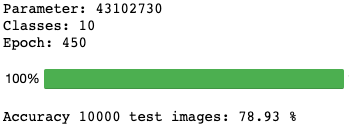 Parameter: 43102730
Classes: 10
Epoch: 450
100%
Accuracy 10000 test images: 78.93 %